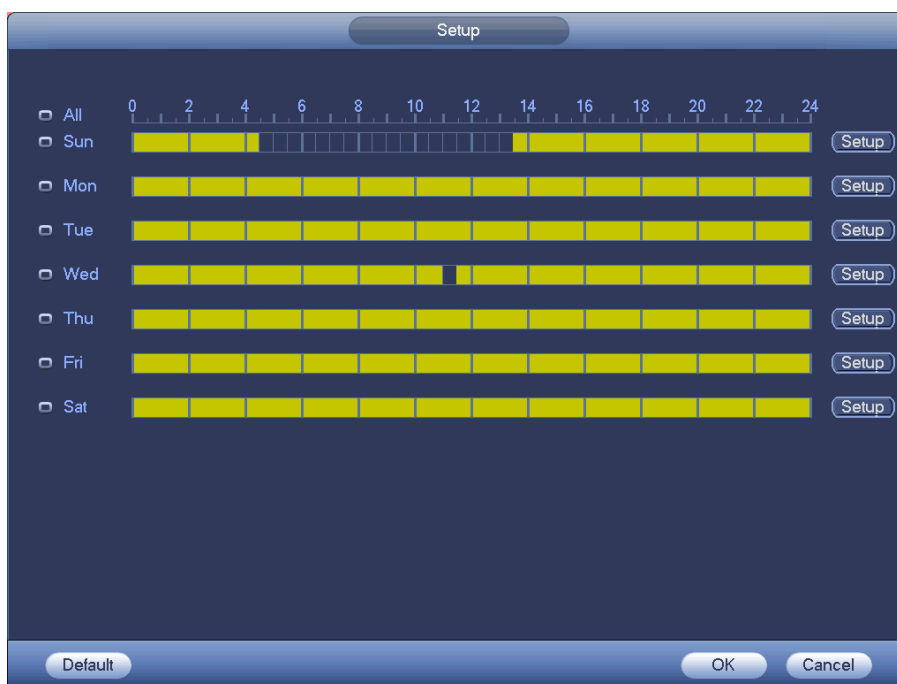 Setup
All 0 2 4 6 8 10 12 14 16 18 20 22 24
Sun Setup
Mon Setup
Tue Setup
Wed Setup
Thu Setup
Fri Setup
Sat Setup
Default OK Cancel